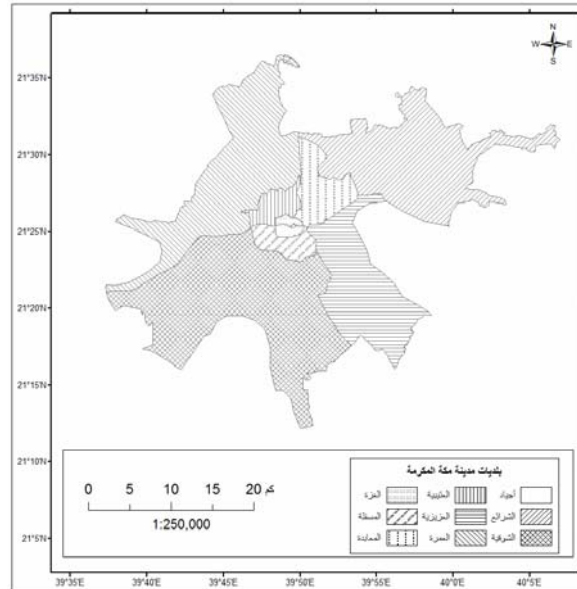 N
W E
S
21°35'N
21°30'N
21°25'N
21°20'N
21°15'N
21°10'N
21°5'N
بلديات مدينة مكة المكرمة
أجياد العتيبية الغزة
الشرائع العزيزية المسفلة
الشوقية العمرة المعابدة
0 5 10 15 20 كم
1:250,000
39°35'E 39°40'E 39°45'E 39°50'E 39°55'E 40°0'E 40°5'E